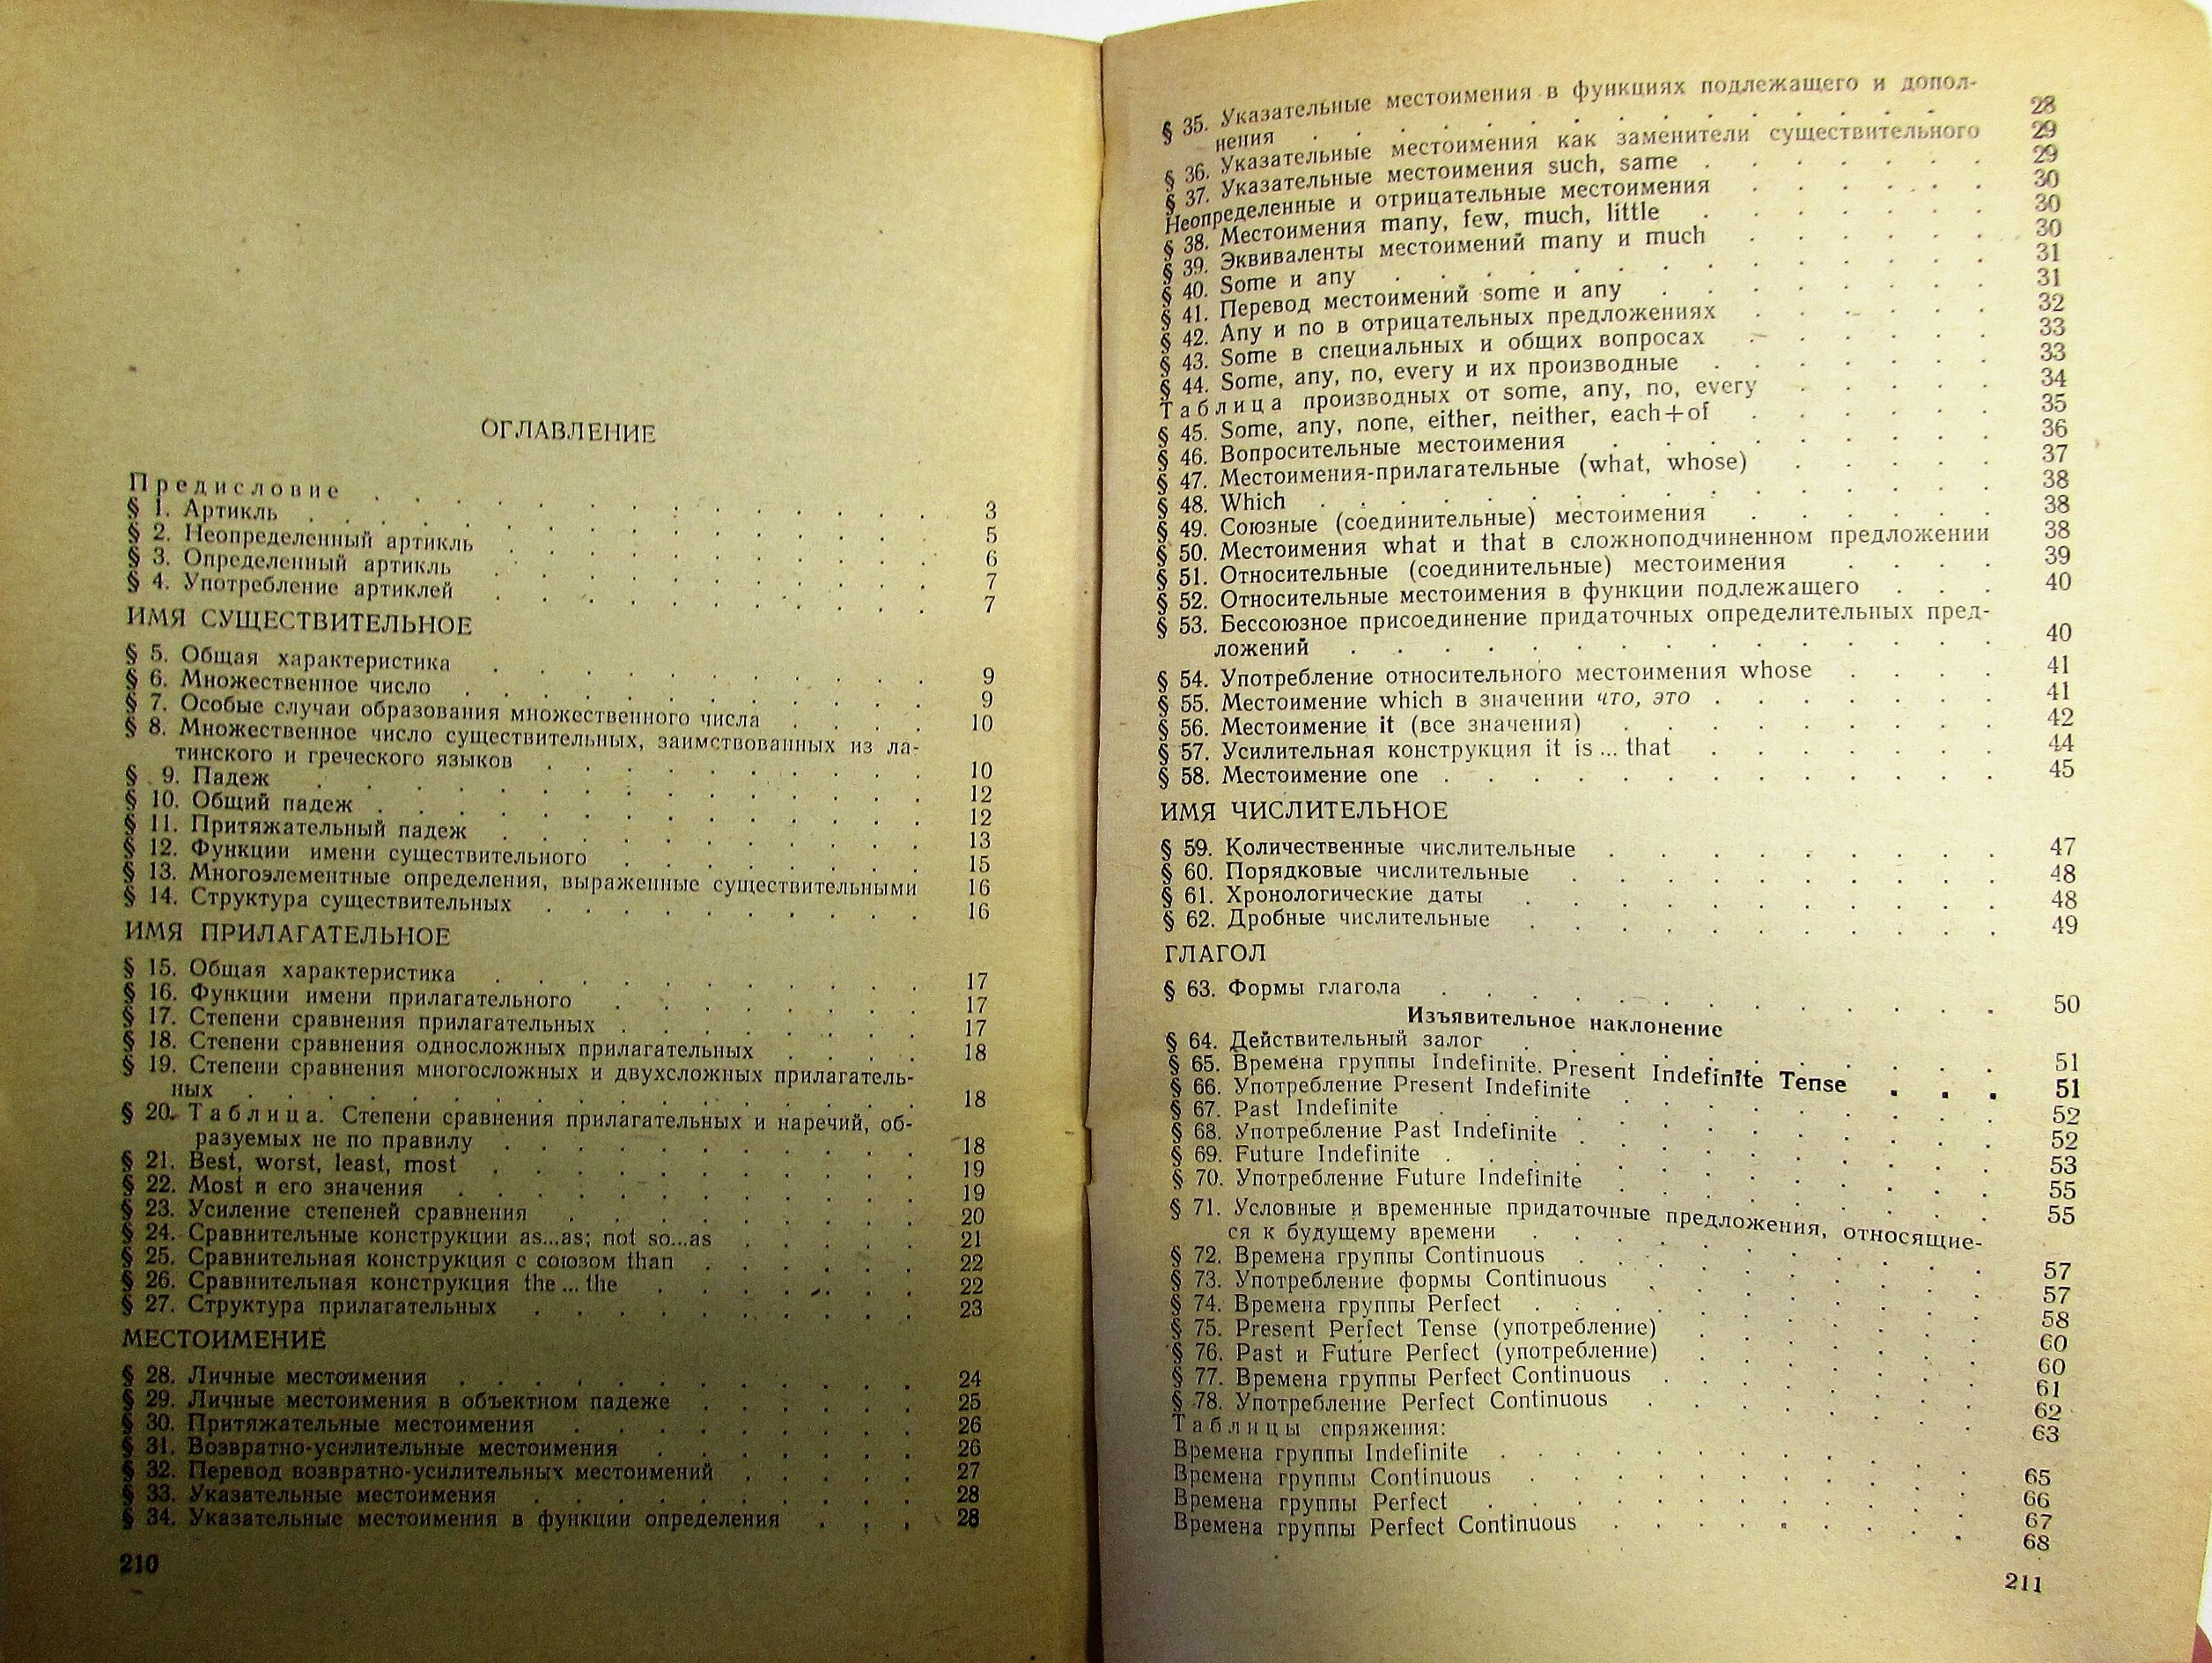 ОГЛАВЛЕНИЕ
Предисловие . . . . . . . . . . . . . 3
§ 1. Артикль . . . . . . . . . . . . . 5
§ 2. Неопределенный артикль . . . . . . . . . . 6
§ 3. Определенный артикль . . . . . . . . . . 7
§ 4. Употребление артиклей . . . . . . . . . . 7
ИМЯ СУЩЕСТВИТЕЛЬНОЕ
§ 5. Общая характеристика . . . . . . . . . . 9
§ 6. Множественное число . . . . . . . . . . 9
§ 7. Особые случаи образования множественного числа . . . . 10
§ 8. Множественное число существительных, заимствованных из ла-
тинского и греческого языков . . . . . . . . . 10
§ 9. Падеж . . . . . . . . . . . . . 12
§ 10. Общий падеж . . . . . . . . . . . . 12
§ 11. Притяжательный падеж . . . . . . . . . . 13
§ 12. Функции имени существительного . . . . . . . 15
§ 13. Многоэлементные определения, выраженные существительными 16
§ 14. Структура существительных . . . . . . . . . 16
ИМЯ ПРИЛАГАТЕЛЬНОЕ
§ 15. Общая характеристика . . . . . . . . . . 17
§ 16. Функции имени прилагательного . . . . . . . 17
§ 17. Степени сравнения прилагательных . . . . . . . 17
§ 18. Степени сравнения односложных прилагательных . . . . 18
§ 19. Степени сравнения многосложных и двухсложных прилагатель-
ных . . . . . . . . . . . . . . . 18
§ 20. Таблица. Степени сравнения прилагательных и наречий, об-
разуемых не по правилу . . . . . . . . . . 18
§ 21. Best, worst, least, most . . . . . . . . . . 19
§ 22. Most и его значения . . . . . . . . . . . 19
§ 23. Усиление степеней сравнения . . . . . . . . 20
§ 24. Сравнительные конструкции as...as; not so...as . . . . 21
§ 25. Сравнительная конструкция с союзом than . . . . . 22
§ 26. Сравнительная конструкция the ... the . . . . . . 22
§ 27. Структура прилагательных . . . . . . . . . 23
МЕСТОИМЕНИЕ
§ 28. Личные местоимения . . . . . . . . . . . 24
§ 29. Личные местоимения в объектном падеже . . . . . 25
§ 30. Притяжательные местоимения . . . . . . . . 26
§ 31. Возвратно-усилительные местоимения . . . . . . 26
§ 32. Перевод возвратно-усилительных местоимений . . . . 27
§ 33. Указательные местоимения . . . . . . . . . 28
§ 34. Указательные местоимения в функции определения . . . 28
210
§ 35. Указательные местоимения в функциях подлежащего и допол-
нения . . . . . . . . . . . . . . . 28
§ 36. Указательные местоимения как заменители существительного 29
§ 37. Указательные местоимения such, same . . . . . . . 29
Неопределенные и отрицательные местоимения . . . . . . 30
§ 38. Местоимения many, few, much, little . . . . . . . 30
§ 39. Эквиваленты местоимений many и much . . . . . . 30
§ 40. Some и any . . . . . . . . . . . . . . 31
§ 41. Перевод местоимений some и any . . . . . . . . 31
§ 42. Any и no в отрицательных предложениях . . . . . . 32
§ 43. Some в специальных и общих вопросах . . . . . . 33
§ 44. Some, any, no, every и их производные . . . . . . 33
Таблица производных от some, any, no, every . . . . . 34
§ 45. Some, any, none, either, neither, each+of . . . . . . 35
§ 46. Вопросительные местоимения . . . . . . . . . 36
§ 47. Местоимения-прилагательные (what, whose) . . . . . 37
§ 48. Which . . . . . . . . . . . . . . . 38
§ 49. Союзные (соединительные) местоимения . . . . . . 38
§ 50. Местоимения what и that в сложноподчиненном предложении 38
§ 51. Относительные (соединительные) местоимения . . . . 39
§ 52. Относительные местоимения в функции подлежащего . . . 40
§ 53. Бессоюзное присоединение придаточных определительных пред-
ложений . . . . . . . . . . . . . . 40
§ 54. Употребление относительного местоимения whose . . . . 41
§ 55. Местоимение which в значении что, это . . . . . . . 41
§ 56. Местоимение it (все значения) . . . . . . . . . 42
§ 57. Усилительная конструкция it is ... that . . . . . . . 44
§ 58. Местоимение one . . . . . . . . . . . . . 45
ИМЯ ЧИСЛИТЕЛЬНОЕ
§ 59. Количественные числительные . . . . . . . . . 47
§ 60. Порядковые числительные . . . . . . . . . . 48
§ 61. Хронологические даты . . . . . . . . . . . 48
§ 62. Дробные числительные . . . . . . . . . . . 49
ГЛАГОЛ
§ 63. Формы глагола . . . . . . . . . . . . . 50
Изъявительное наклонение
§ 64. Действительный залог . . . . . . . . . . . 51
§ 65. Времена группы Indefinite. Present Indefinite Tense . . . 51
§ 66. Употребление Present Indefinite . . . . . . . . . 52
§ 67. Past Indefinite . . . . . . . . . . . . . 52
§ 68. Употребление Past Indefinite . . . . . . . . . . 53
§ 69. Future Indefinite . . . . . . . . . . . . . 55
§ 70. Употребление Future Indefinite . . . . . . . . . 55
§ 71. Условные и временные придаточные предложения, относящие-
ся к будущему времени . . . . . . . . . . . 57
§ 72. Времена группы Continuous . . . . . . . . . . 57
§ 73. Употребление формы Continuous . . . . . . . . 58
§ 74. Времена группы Perfect . . . . . . . . . . . 60
§ 75. Present Perfect Tense (употребление) . . . . . . . 60
§ 76. Past и Future Perfect (употребление) . . . . . . . 61
§ 77. Времена группы Perfect Continuous . . . . . . . 62
§ 78. Употребление Perfect Continuous . . . . . . . . 63
Таблицы спряжения:
Времена группы Indefinite . . . . . . . . . . . 65
Времена группы Continuous . . . . . . . . . . 66
Времена группы Perfect . . . . . . . . . . . 67
Времена группы Perfect Continuous . . . . . . . . 68
211